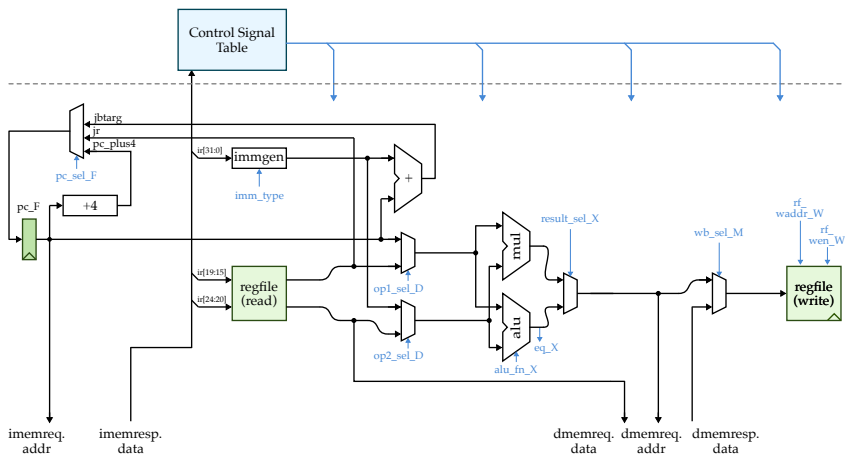 Control Signal
Table
jbtarg
jr
pc_plus4
pc_sel_F
ir[31:0]
immgen
imm_type
+
pc_F
+4
rf_
waddr_W
rf_
wen_W
result_sel_X
wb_sel_M
mul
ir[19:15]
ir[24:20]
regfile
(read)
op1_sel_D
regfile
(write)
alu
op2_sel_D
eq_X
alu_fn_X
imemreq.
addr
imemresp.
data
dmemreq.
data
dmemreq.
addr
dmemresp.
data